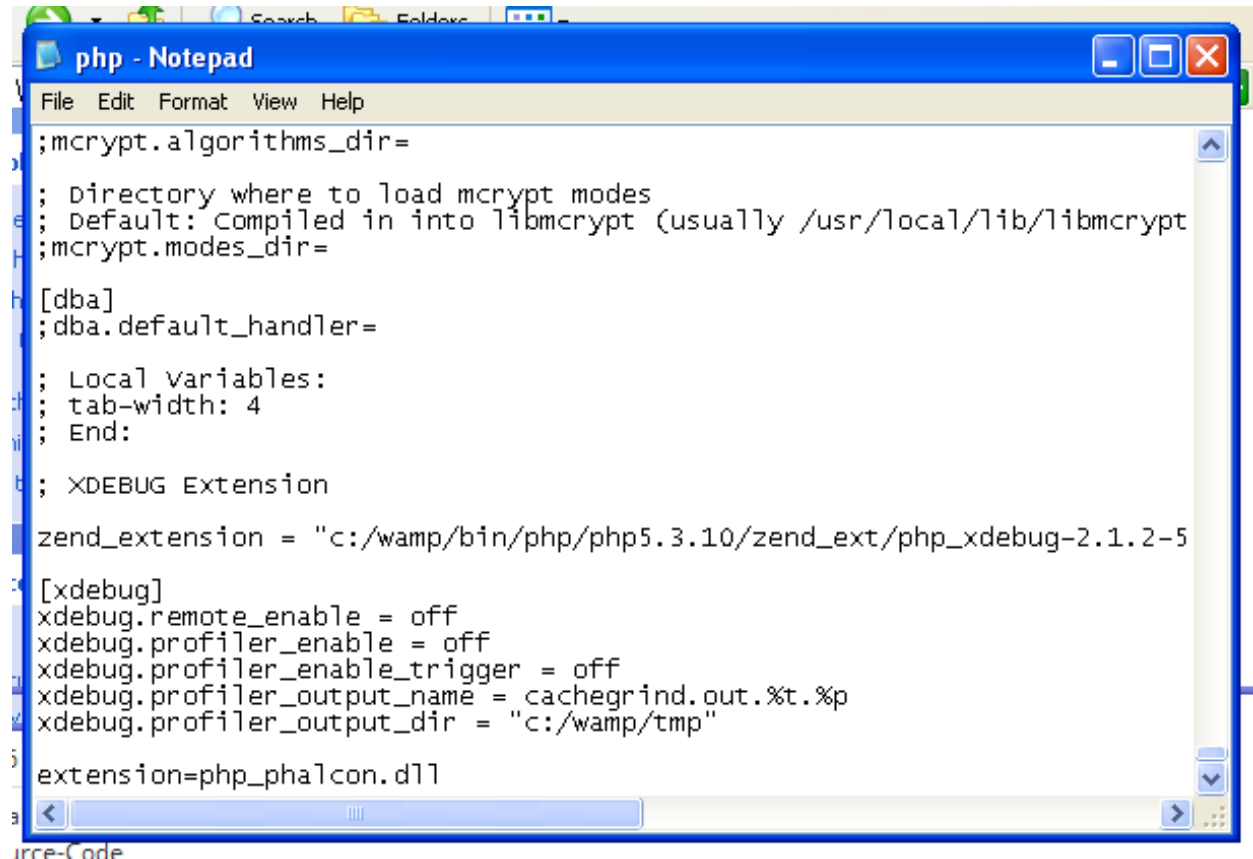 Search Folders
php - Notepad
File Edit Format View Help
;mcrypt.algorithms_dir=
; Directory where to load mcrypt modes
; Default: Compiled in into libmcrypt (usually /usr/local/lib/libmcrypt
;mcrypt.modes_dir=
[dba]
;dba.default_handler=
; Local Variables:
; tab-width: 4
; End:
; XDEBUG Extension
zend_extension = "c:/wamp/bin/php/php5.3.10/zend_ext/php_xdebug-2.1.2-5
[xdebug]
xdebug.remote_enable = off
xdebug.profiler_enable = off
xdebug.profiler_enable_trigger = off
xdebug.profiler_output_name = cachegrind.out.%t.%p
xdebug.profiler_output_dir = "c:/wamp/tmp"
extension=php_phalcon.dll
urce-Code